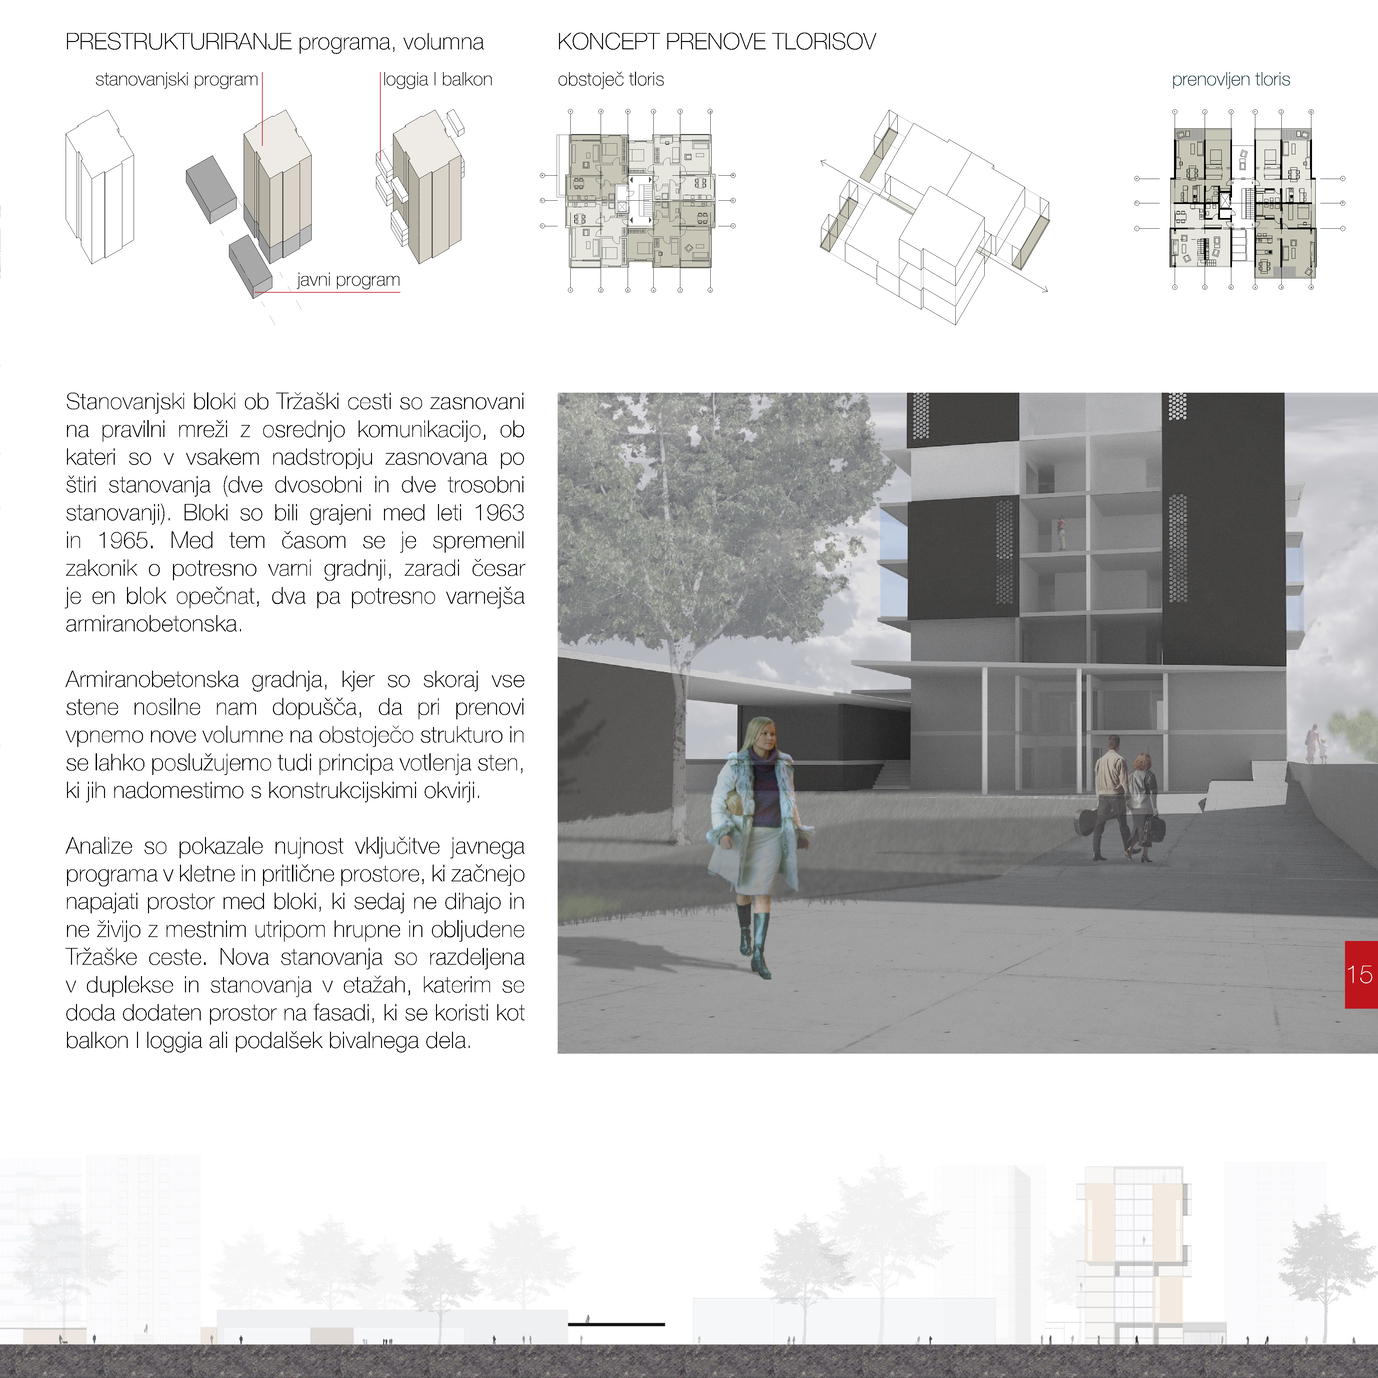 PRESTRUKTURIRANJE programa, volumna
stanovanjski program
loggia I balkon
javni program
KONCEPT PRENOVE TLORISOV
obstoječ tloris
prenovljen tloris
Stanovanjski bloki ob Tržaški cesti so zasnovani
na pravilni mreži z osrednjo komunikacijo, ob
kateri so v vsakem nadstropju zasnovana po
štiri stanovanja (dve dvosobni in dve trosobni
stanovanji). Bloki so bili grajeni med leti 1963
in 1965. Med tem časom se je spremenil
zakonik o potresno varni gradnji, zaradi česar
je en blok opečnat, dva pa potresno varnejša
armiranobetonska.
Armiranobetonska gradnja, kjer so skoraj vse
stene nosilne nam dopušča, da pri prenovi
vpnemo nove volumne na obstoječo strukturo in
se lahko poslužujemo tudi principa votlenja sten,
ki jih nadomestimo s konstrukcijskimi okvirji.
Analize so pokazale nujnost vključitve javnega
programa v kletne in pritlične prostore, ki začnejo
napajati prostor med bloki, ki sedaj ne dihajo in
ne živijo z mestnim utripom hrupne in obljudene
Tržaške ceste. Nova stanovanja so razdeljena
v duplekse in stanovanja v etažah, katerim se
doda dodaten prostor na fasadi, ki se koristi kot
balkon I loggia ali podaljšek bivalnega dela.
15